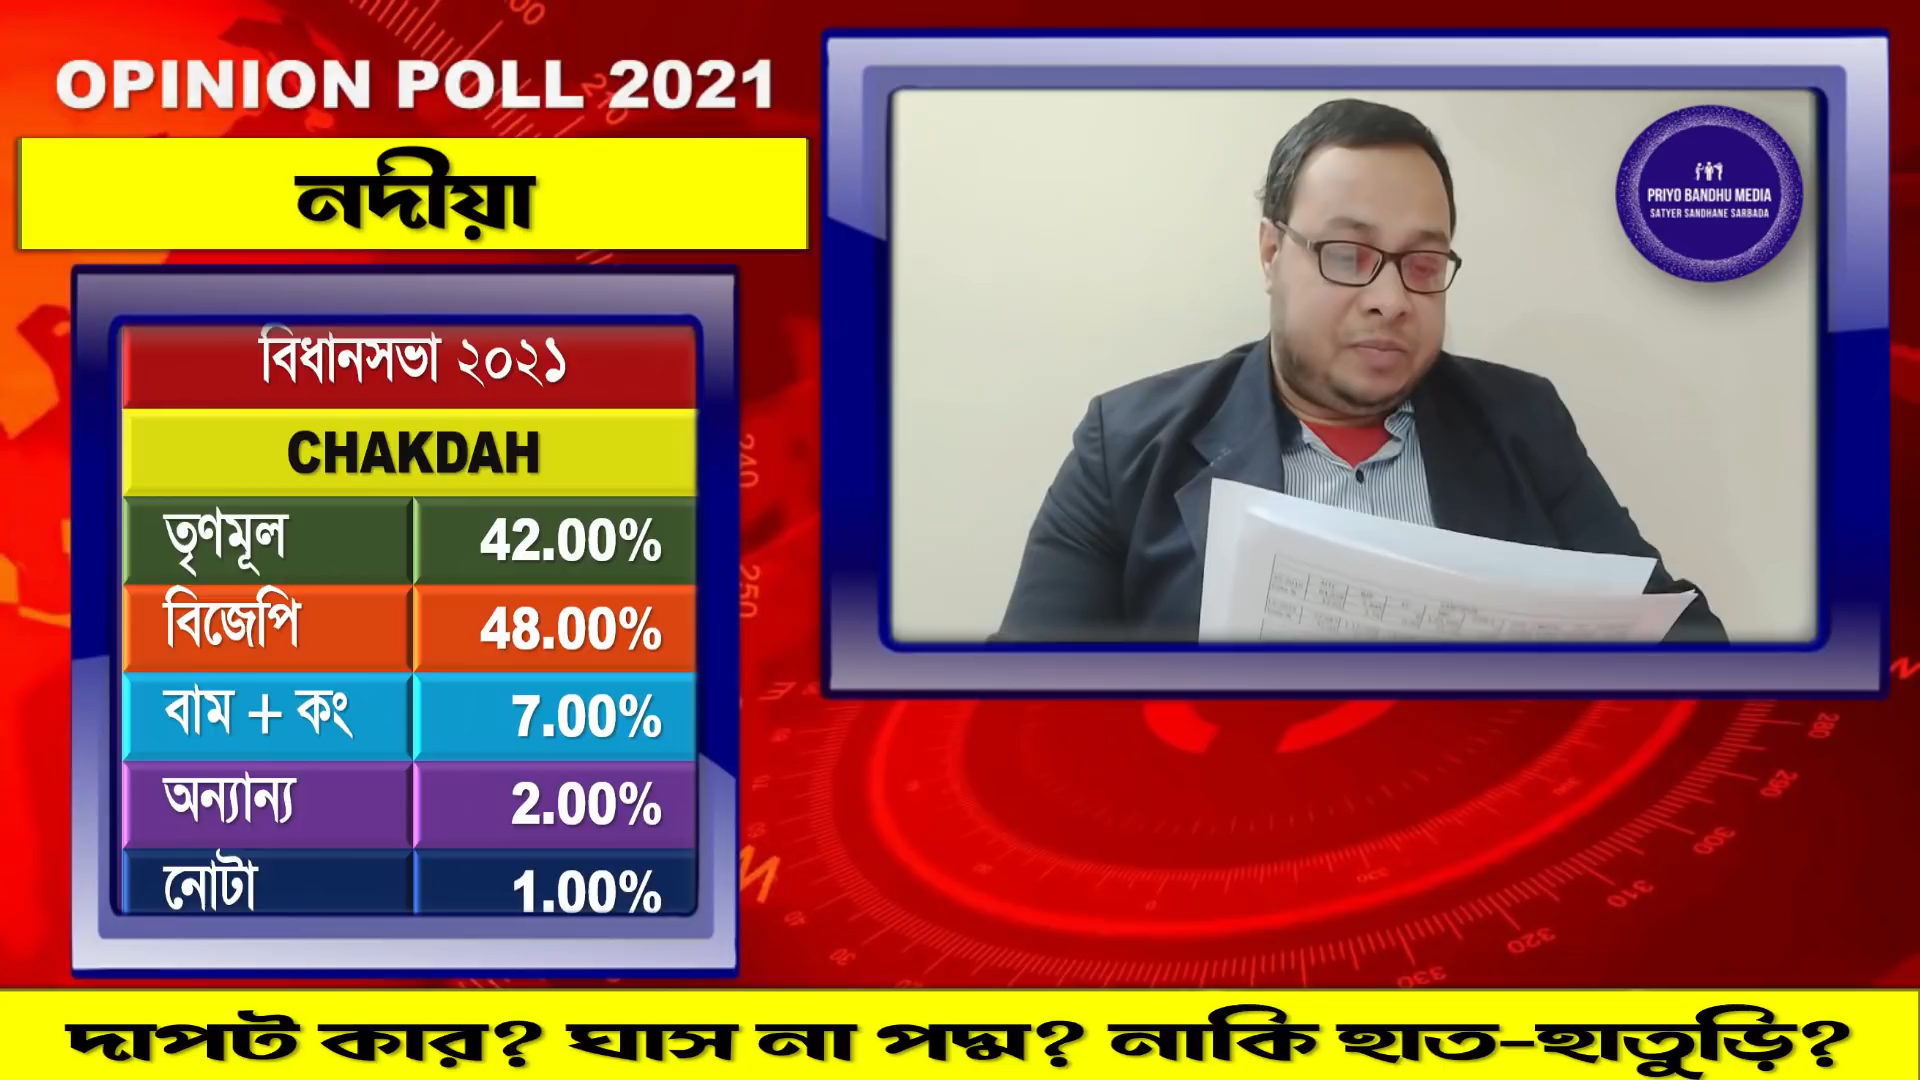 OPINION POLL 2021
নদীয়া
বিধানসভা ২০২১
CHAKDAH
তৃণমূল 42.00%
বিজেপি 48.00%
বাম + কং 7.00%
অন্যান্য 2.00%
নোটা 1.00%
PRIYO BANDHU MEDIA
SATYER SANDHANE SARBADA
দাপট কার? ঘাস না পদ্ম? নাকি হাত-হাতুড়ি?